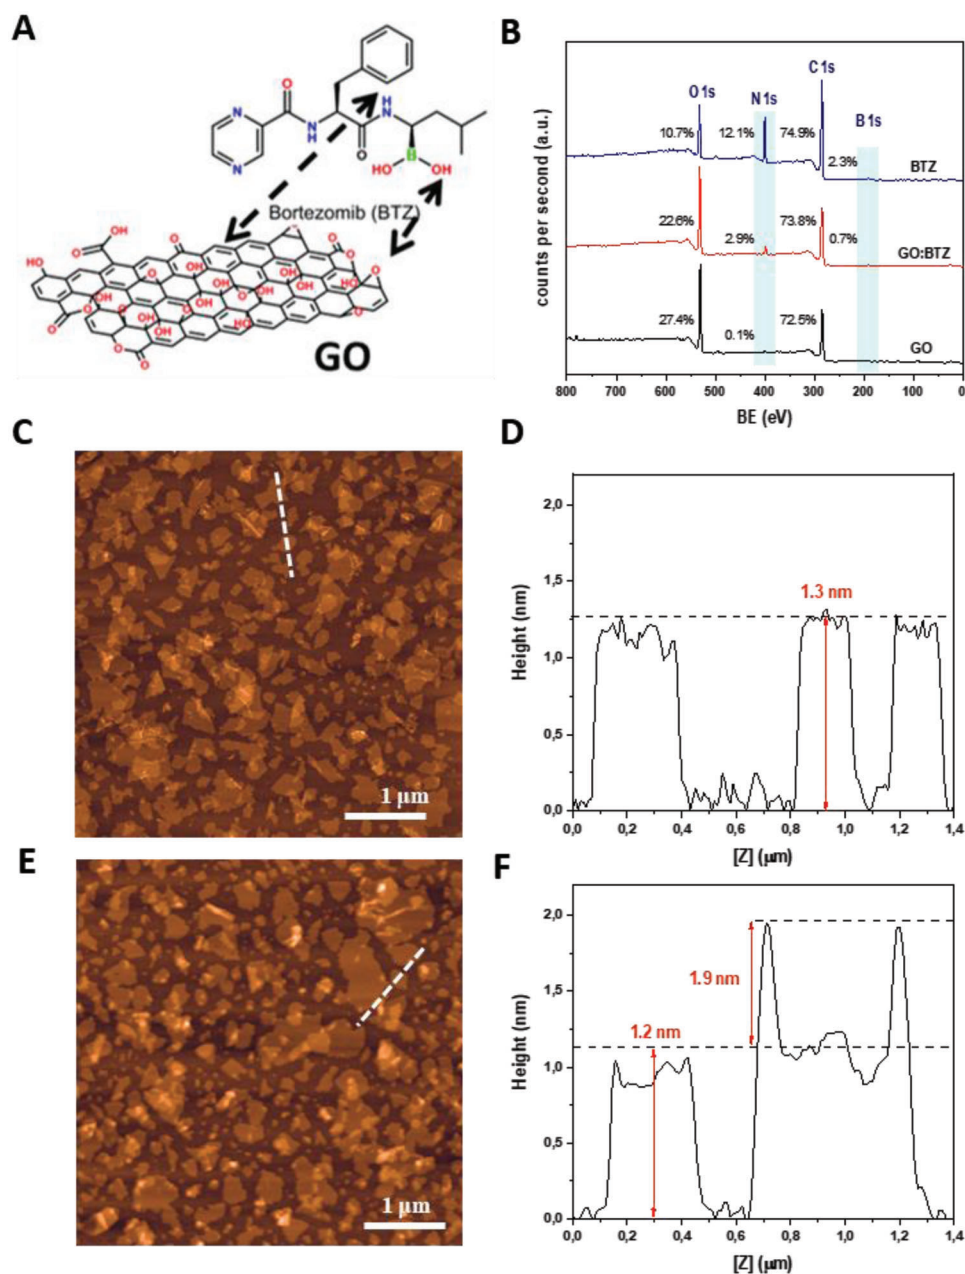 A
N
N
O
N
H
O
H
N
B
HO
OH
Bortezomib (BTZ)
GO
B
counts per second (a.u.)
O 1s
N 1s
C 1s
B 1s
10.7%
12.1%
74.9%
2.3%
BTZ
22.6%
2.9%
73.8%
0.7%
GO:BTZ
27.4%
0.1%
72.5%
GO
800 700 600 500 400 300 200 100 0
BE (eV)
C
1 µm
D
Height (nm)
2,0
1,5
1,0
0,5
0,0
1.3 nm
0,0 0,2 0,4 0,6 0,8 1,0 1,2 1,4
[Z] (µm)
E
1 µm
F
Height (nm)
2,0
1,5
1,0
0,5
0,0
1.9 nm
1.2 nm
0,0 0,2 0,4 0,6 0,8 1,0 1,2 1,4
[Z] (µm)